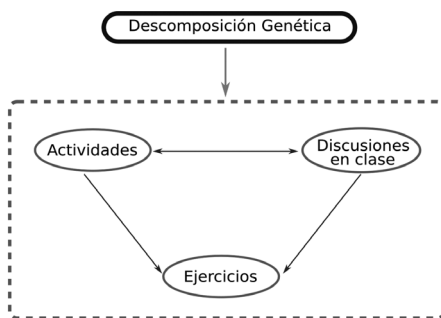 Descomposición Genética
Actividades
Discusiones
en clase
Ejercicios